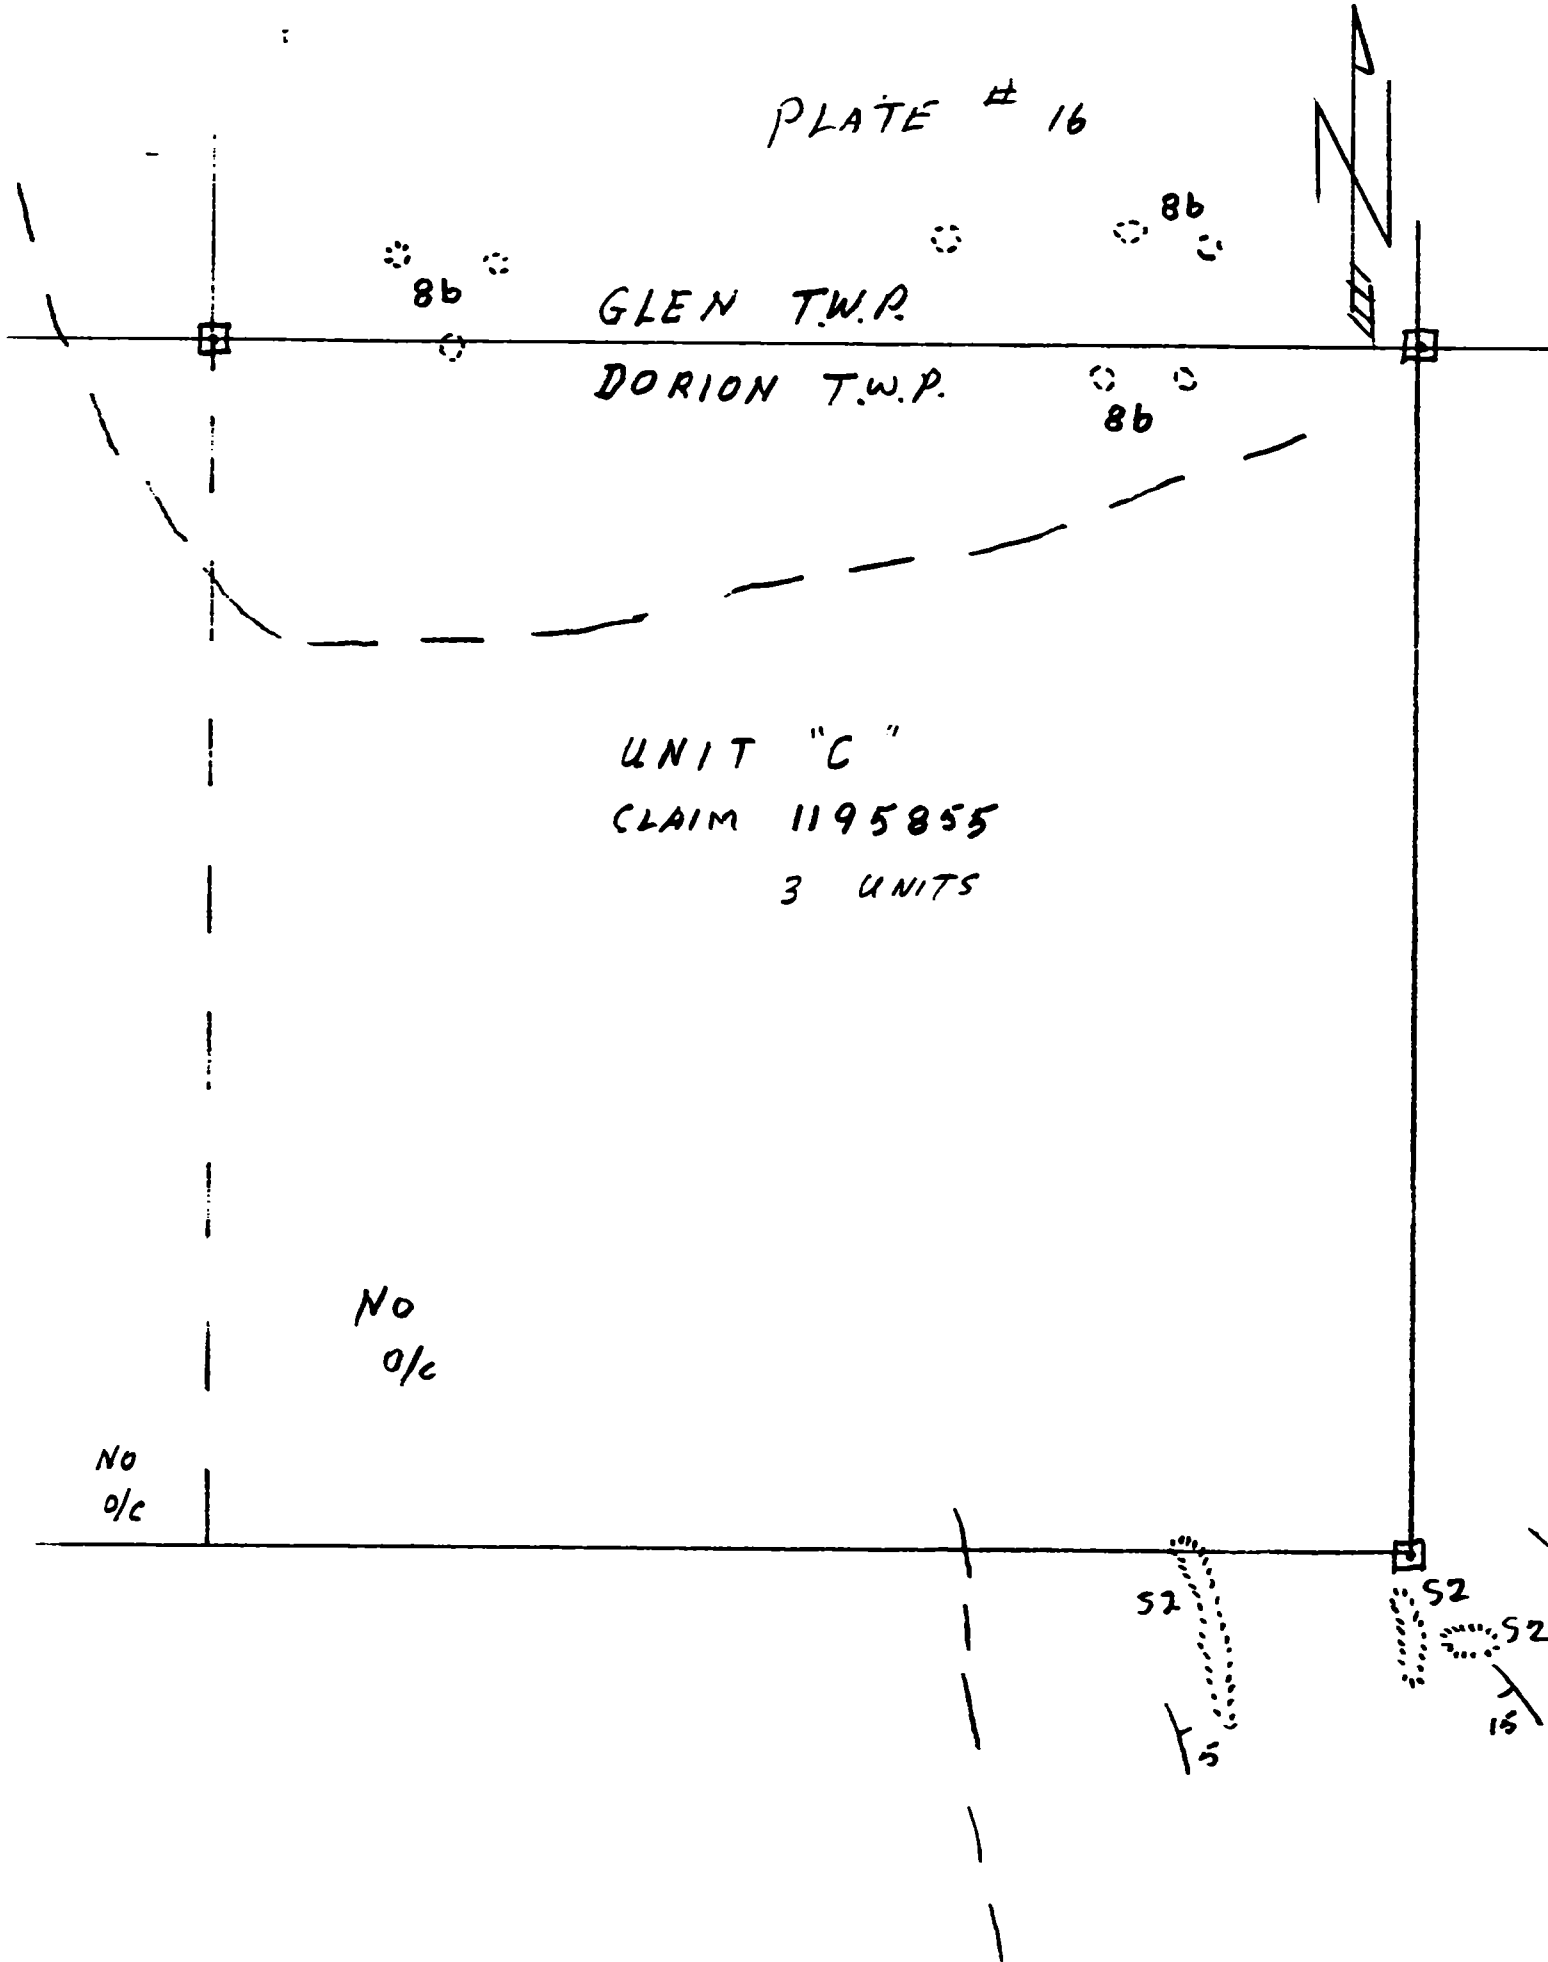 PLATE # 16
8b
8b
GLEN T.W.P.
DORION T.W.P.
8b
UNIT "C"
CLAIM 1195855
3 UNITS
NO
O/C
NO
O/C
S2
S2
S2
15
5